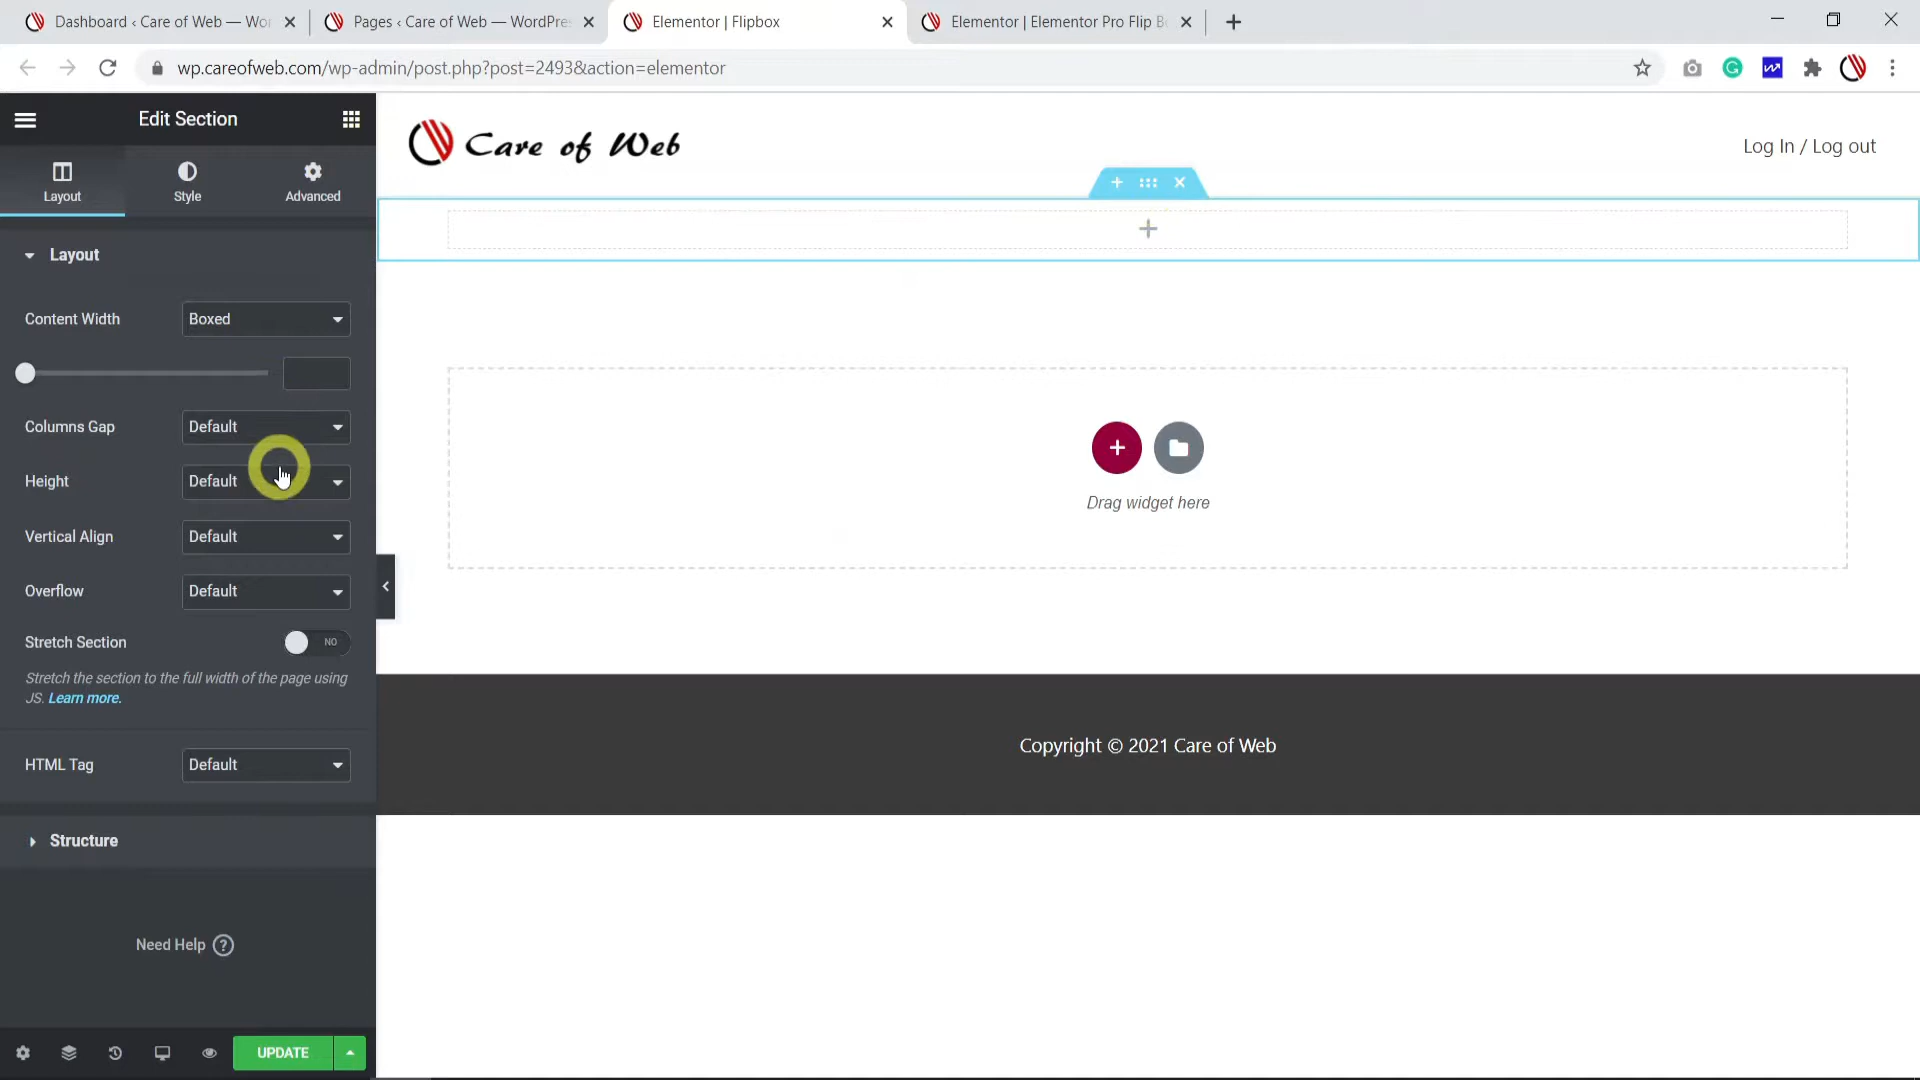 Dashboard ‹ Care of Web — Wor
Pages ‹ Care of Web — WordPres
Elementor | Flipbox
Elementor | Elementor Pro Flip B
wp.careofweb.com/wp-admin/post.php?post=2493&action=elementor
Edit Section
Layout
Style
Advanced
Layout
Content Width
Boxed
Columns Gap
Default
Height
Default
Vertical Align
Default
Overflow
Default
Stretch Section
NO
Stretch the section to the full width of the page using
JS. Learn more.
HTML Tag
Default
Structure
Need Help ?
UPDATE
Care of Web
Log In / Log out
Drag widget here
Copyright © 2021 Care of Web